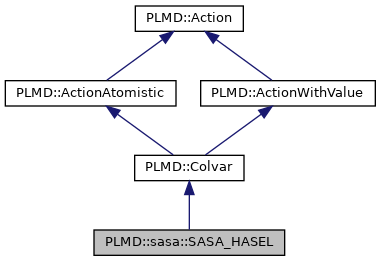 PLMD::Action
PLMD::ActionAtomistic
PLMD::ActionWithValue
PLMD::Colvar
PLMD::sasa::SASA_HASEL